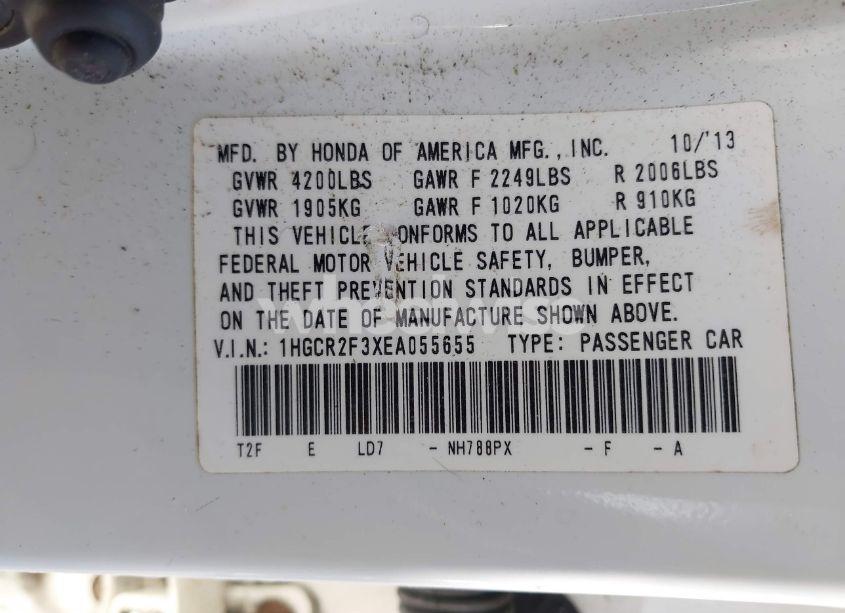 MFD. BY HONDA OF AMERICA MFG., INC. 10/'13
GVWR 4200LBS GAWR F 2249LBS R 2006LBS
GVWR 1905KG GAWR F 1020KG R 910KG
THIS VEHICLE CONFORMS TO ALL APPLICABLE
FEDERAL MOTOR VEHICLE SAFETY, BUMPER,
AND THEFT PREVENTION STANDARDS IN EFFECT
ON THE DATE OF MANUFACTURE SHOWN ABOVE.
V.I.N.: 1HGCR2F3XEA055655 TYPE: PASSENGER CAR
T2F E LD7 - NH788PX - F - A